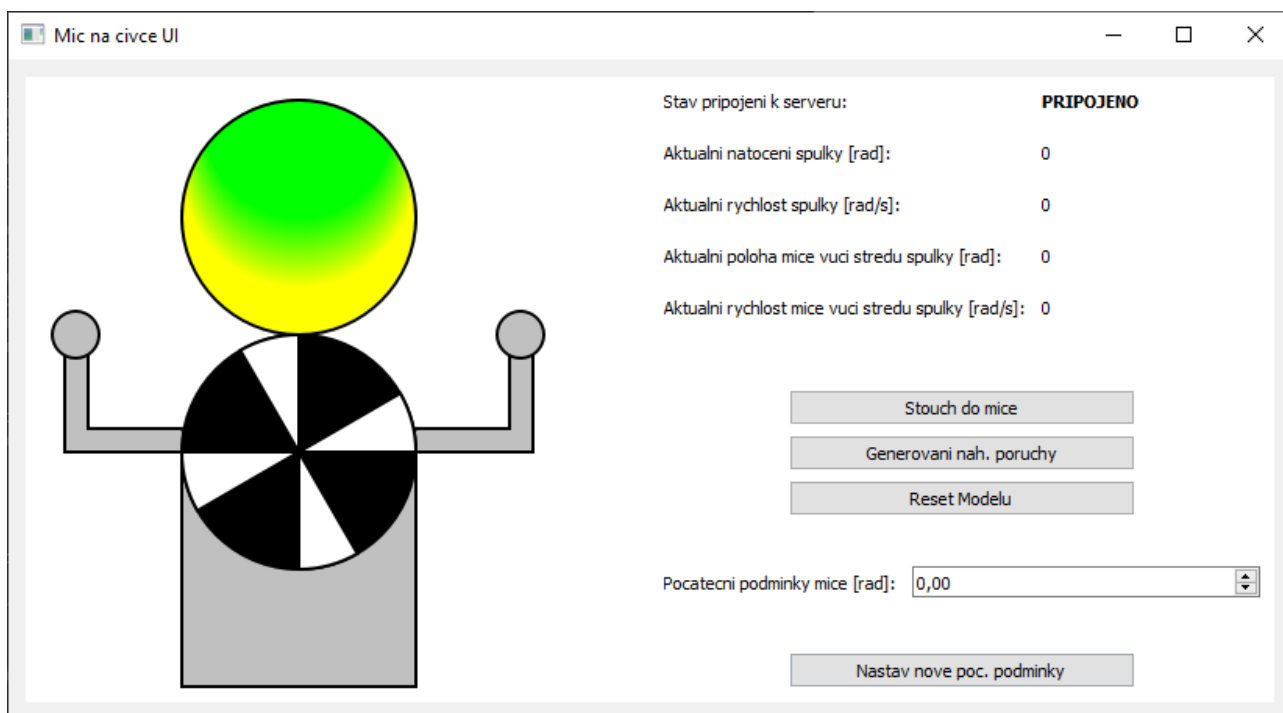 Mic na civce UI
Stav pripojeni k serveru: PRIPOJENO
Aktualni natoceni spulky [rad]: 0
Aktualni rychlost spulky [rad/s]: 0
Aktualni poloha mice vuci stredu spulky [rad]: 0
Aktualni rychlost mice vuci stredu spulky [rad/s]: 0
Stouch do mice
Generovani nah. poruchy
Reset Modelu
Pocatecni podminky mice [rad]: 0,00
Nastav nove poc. podminky